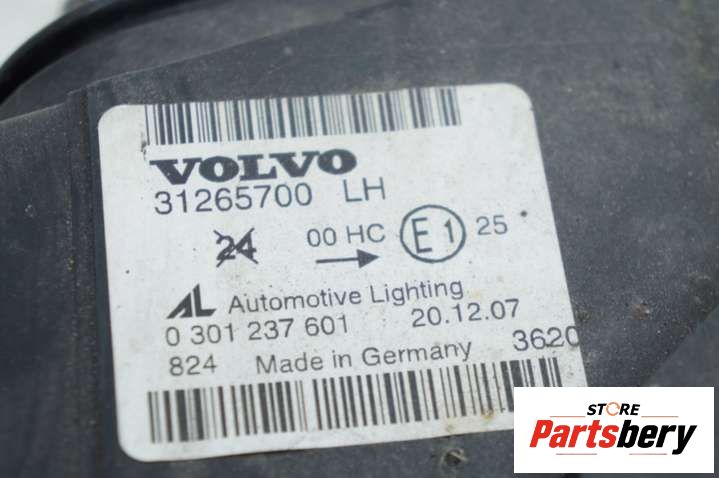 VOLVO
31265700 LH
24 00 HC E1 25
AL Automotive Lighting
0 301 237 601 20.12.07
824 Made in Germany 3620
STORE
Partsbery